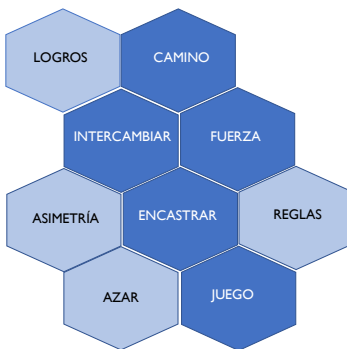 LOGROS
CAMINO
INTERCAMBIAR
FUERZA
ASIMETRÍA
ENCASTRAR
REGLAS
AZAR
JUEGO